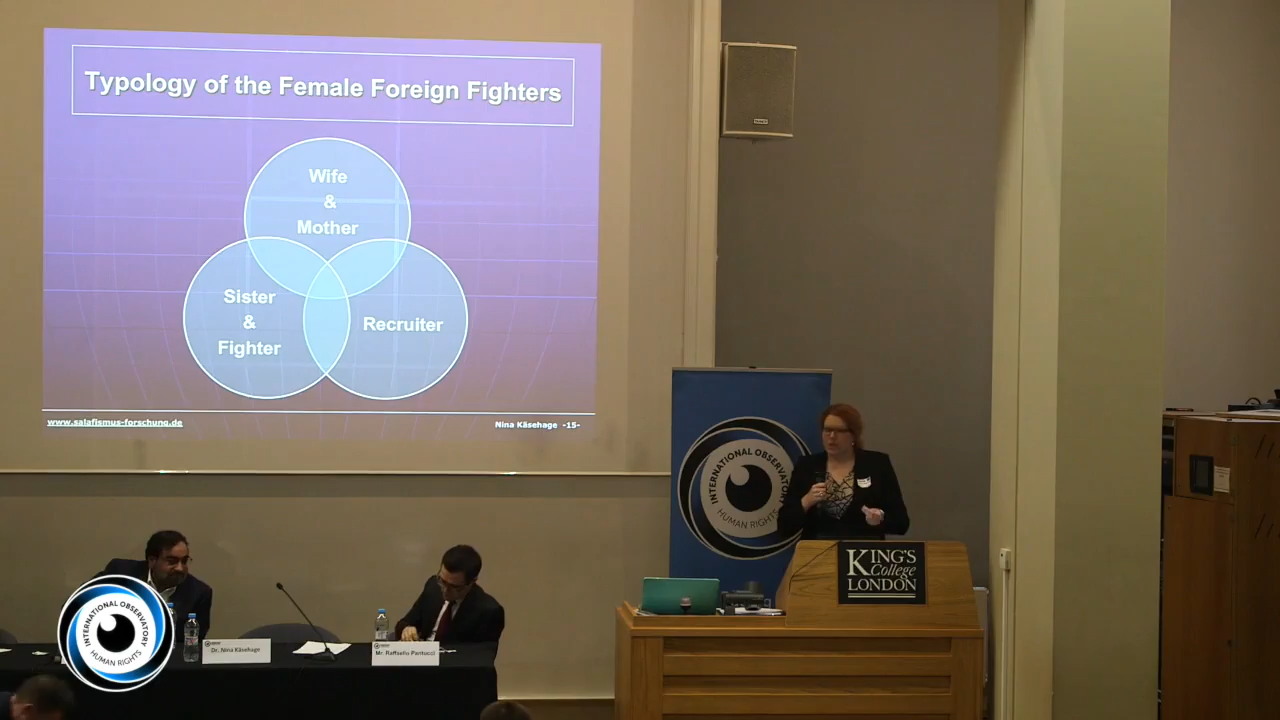 Typology of the Female Foreign Fighters
Wife
&
Mother
Sister
&
Fighter
Recruiter
www.salafismus-forschung.de
Nina Käsehage -15-
INTERNATIONAL OBSERVATORY
HUMAN RIGHTS
KING'S
College
LONDON
INTERNATIONAL OBSERVATORY
HUMAN RIGHTS
Dr. Nina Käsehage
Mr. Raffaello Pantucci